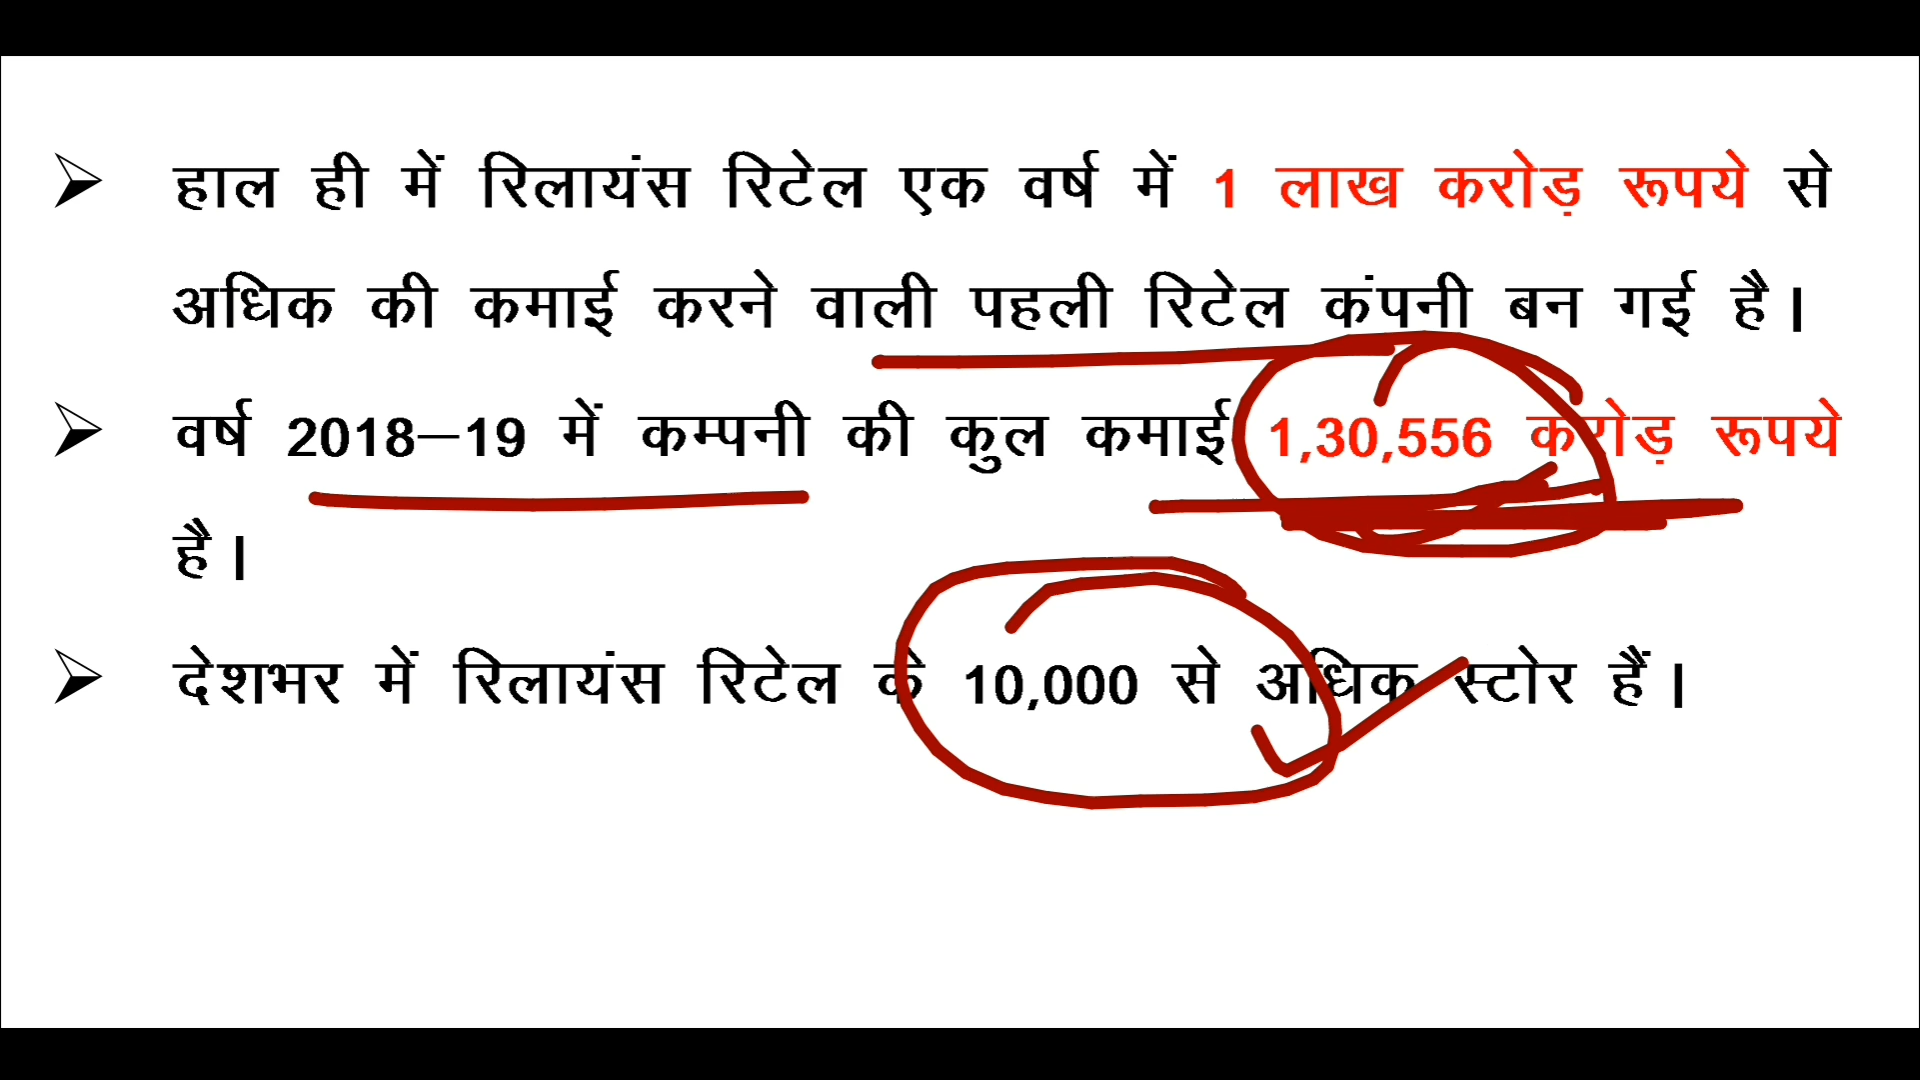 हाल ही में रिलायंस रिटेल एक वर्ष में 1 लाख करोड़ रूपये से
अधिक की कमाई करने वाली पहली रिटेल कंपनी बन गई है।
वर्ष 2018–19 में कम्पनी की कुल कमाई 1,30,556 करोड़ रूपये
है।
देशभर में रिलायंस रिटेल के 10,000 से अधिक स्टोर हैं।